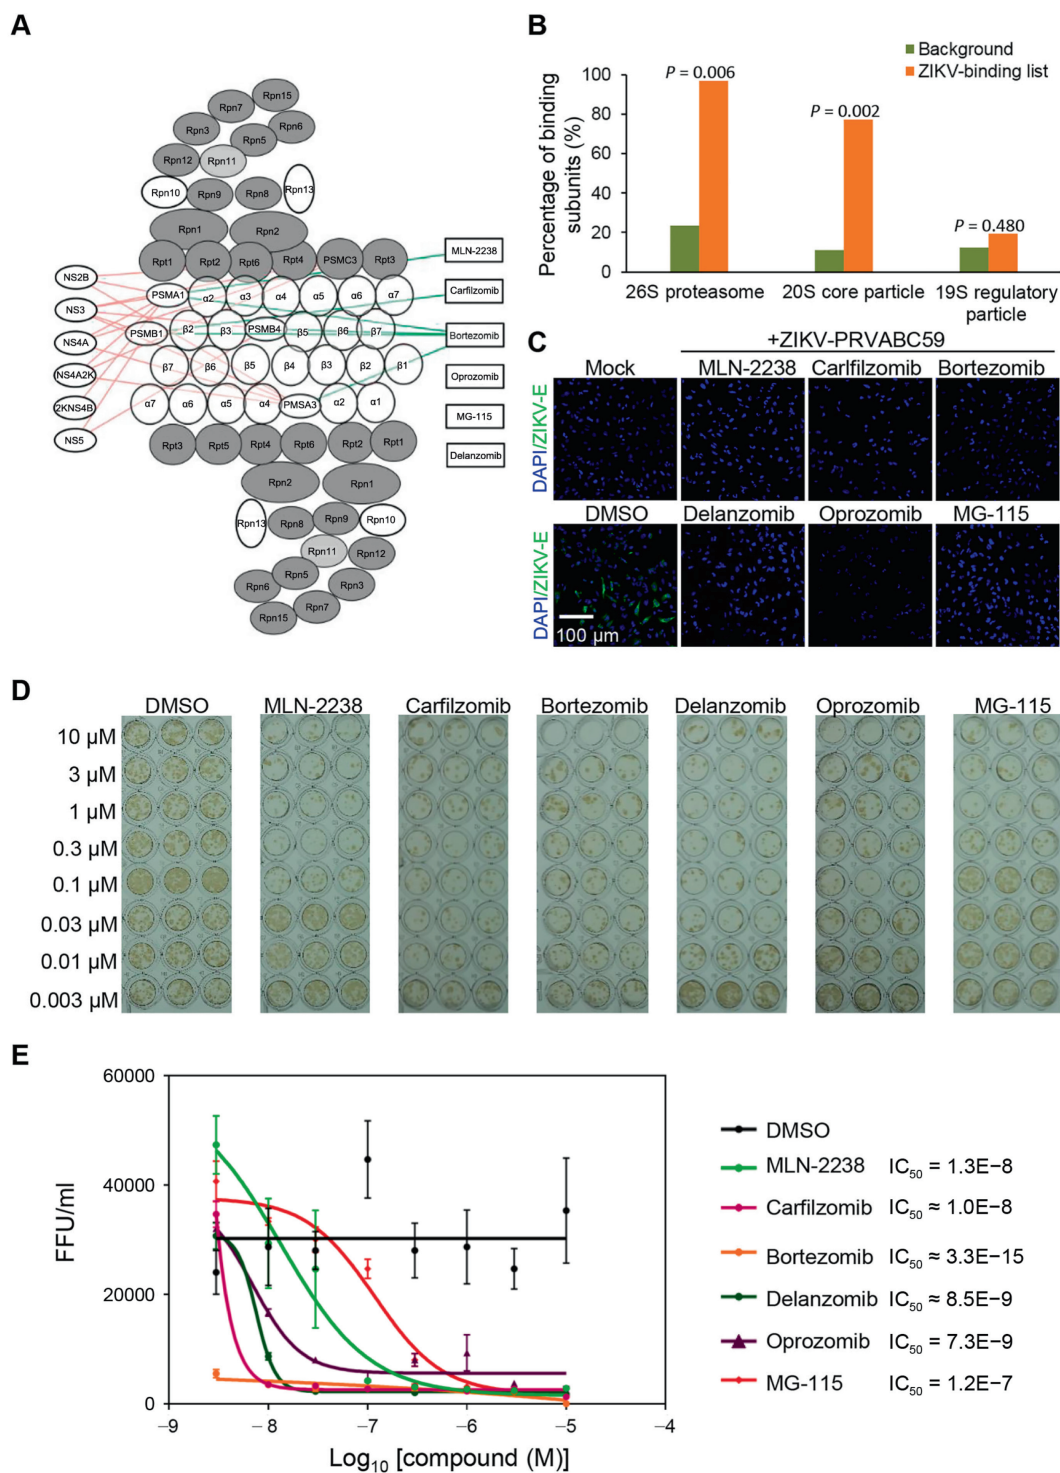 A
Rpn15
Rpn7
Rpn3
Rpn6
Rpn5
Rpn12
Rpn11
Rpn10
Rpn9
Rpn8
Rpn13
Rpn1
Rpn2
Rpt1
Rpt2
Rpt6
Rpt4
PSMC3
Rpt3
NS2B
NS3
NS4A
NS4A2K
2KNS4B
NS5
PSMA1
α2
α3
α4
α5
α6
α7
PSMB1
β2
β3
PSMB4
β5
β6
β7
β7
β6
β5
β4
β3
β2
β1
α7
α6
α5
α4
PMSA3
α2
α1
Rpt3
Rpt5
Rpt4
Rpt6
Rpt2
Rpt1
Rpn2
Rpn1
Rpn13
Rpn8
Rpn9
Rpn10
Rpn11
Rpn12
Rpn6
Rpn5
Rpn3
Rpn15
Rpn7
MLN-2238
Carfilzomib
Bortezomib
Oprozomib
MG-115
Delanzomib
B
Background
ZIKV-binding list
Percentage of binding
subunits (%)
100
80
60
40
20
0
P = 0.006
P = 0.002
P = 0.480
26S proteasome
20S core particle
19S regulatory
particle
C
+ZIKV-PRVABC59
Mock
MLN-2238
Carlfilzomib
Bortezomib
DAPI/ZIKV-E
DMSO
Delanzomib
Oprozomib
MG-115
DAPI/ZIKV-E
100 µm
D
DMSO
MLN-2238
Carfilzomib
Bortezomib
Delanzomib
Oprozomib
MG-115
10 µM
3 µM
1 µM
0.3 µM
0.1 µM
0.03 µM
0.01 µM
0.003 µM
E
FFU/ml
60000
40000
20000
0
−9
−8
−7
−6
−5
−4
Log10 [compound (M)]
DMSO
MLN-2238 IC50 = 1.3E−8
Carfilzomib IC50 ≈ 1.0E−8
Bortezomib IC50 ≈ 3.3E−15
Delanzomib IC50 ≈ 8.5E−9
Oprozomib IC50 = 7.3E−9
MG-115 IC50 = 1.2E−7